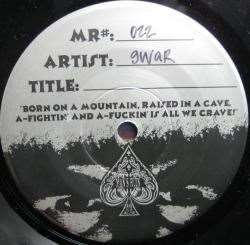 MR#: 022
ARTIST: GWAR
TITLE:
"BORN ON A MOUNTAIN, RAISED IN A CAVE,
A-FIGHTIN' AND A-FUCKIN' IS ALL WE CRAVE!"